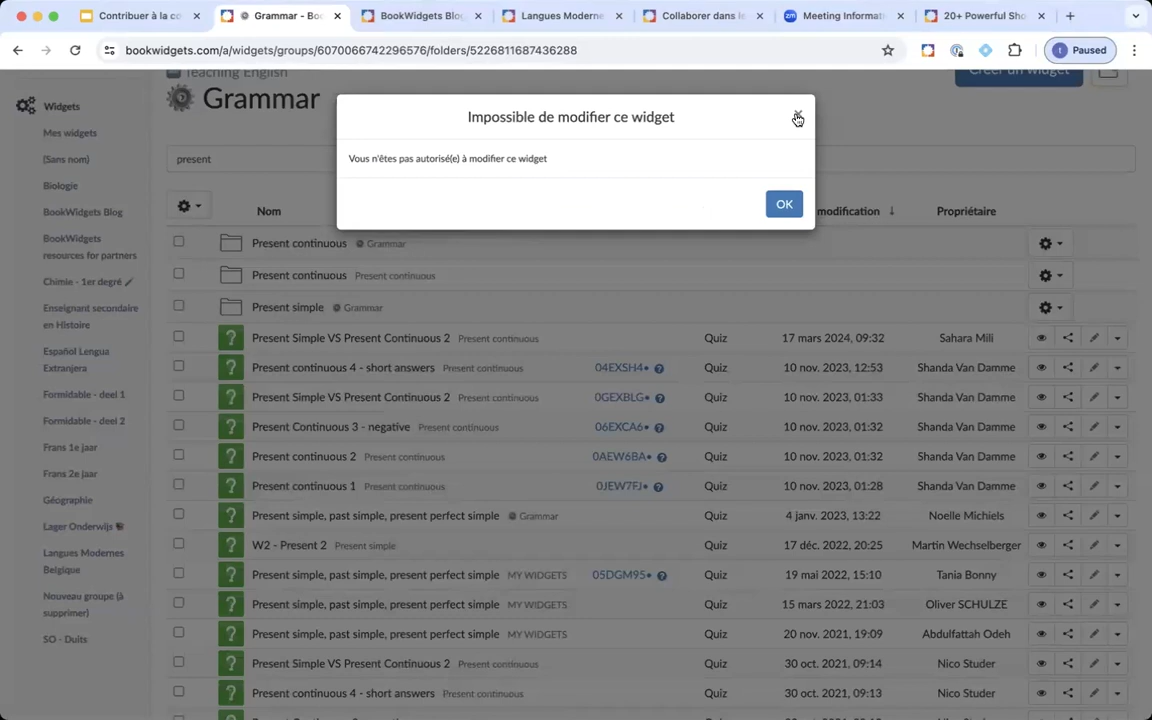 Contribuer à la co
Grammar - Boo
BookWidgets Blog
Langues Moderne
Collaborer dans le
Meeting Informati
20+ Powerful Sho
bookwidgets.com/a/widgets/groups/6070066742296576/folders/5226811687436288
Paused
Teaching English
Créer un widget
Grammar
Widgets
Mes widgets
(Sans nom)
Biologie
BookWidgets Blog
BookWidgets
resources for partners
Chimie - 1er degré
Enseignant secondaire
en Histoire
Español Lengua
Extranjera
Formidable - deel 1
Formidable - deel 2
Frans 1e jaar
Frans 2e jaar
Géographie
Lager Onderwijs
Langues Modernes
Belgique
Nouveau groupe (à
supprimer)
SO - Duits
Impossible de modifier ce widget
Vous n'êtes pas autorisé(e) à modifier ce widget
OK
present
Nom modification ↓ Propriétaire
Present continuous Grammar
Present continuous Present continuous
Present simple Grammar
Present Simple VS Present Continuous 2 Present continuous Quiz 17 mars 2024, 09:32 Sahara Mili
Present continuous 4 - short answers Present continuous 04EXSH4• Quiz 10 nov. 2023, 12:53 Shanda Van Damme
Present Simple VS Present Continuous 2 Present continuous 0GEXBLG• Quiz 10 nov. 2023, 01:33 Shanda Van Damme
Present Continuous 3 - negative Present continuous 06EXCA6• Quiz 10 nov. 2023, 01:32 Shanda Van Damme
Present continuous 2 Present continuous 0AEW6BA• Quiz 10 nov. 2023, 01:32 Shanda Van Damme
Present continuous 1 Present continuous 0JEW7FJ• Quiz 10 nov. 2023, 01:28 Shanda Van Damme
Present simple, past simple, present perfect simple Grammar Quiz 4 janv. 2023, 13:22 Noelle Michiels
W2 - Present 2 Present simple Quiz 17 déc. 2022, 20:25 Martin Wechselberger
Present simple, past simple, present perfect simple MY WIDGETS 05DGM95• Quiz 19 mai 2022, 15:10 Tania Bonny
Present simple, past simple, present perfect simple MY WIDGETS Quiz 15 mars 2022, 21:03 Oliver SCHULZE
Present simple, past simple, present perfect simple MY WIDGETS Quiz 20 nov. 2021, 19:09 Abdulfattah Odeh
Present Simple VS Present Continuous 2 Present continuous Quiz 30 oct. 2021, 09:14 Nico Studer
Present continuous 4 - short answers Present continuous Quiz 30 oct. 2021, 09:13 Nico Studer